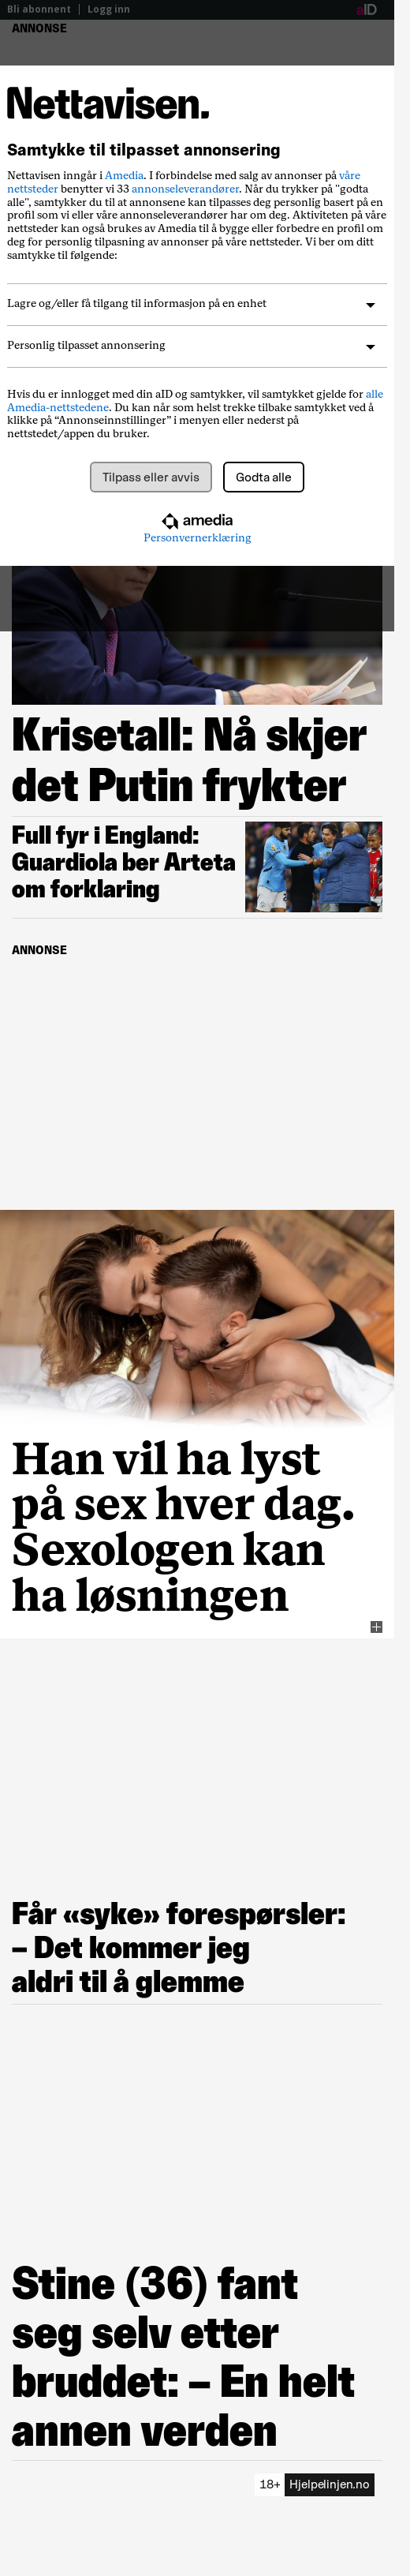 Bli abonnent | Logg inn
aID
ANNONSE
Nettavisen.
Samtykke til tilpasset annonsering
Nettavisen inngår i Amedia. I forbindelse med salg av annonser på våre
nettsteder benytter vi 33 annonseleverandører. Når du trykker på "godta
alle", samtykker du til at annonsene kan tilpasses deg personlig basert på en
profil som vi eller våre annonseleverandører har om deg. Aktiviteten på våre
nettsteder kan også brukes av Amedia til å bygge eller forbedre en profil om
deg for personlig tilpasning av annonser på våre nettsteder. Vi ber om ditt
samtykke til følgende:
Lagre og/eller få tilgang til informasjon på en enhet
Personlig tilpasset annonsering
Hvis du er innlogget med din aID og samtykker, vil samtykket gjelde for alle
Amedia-nettstedene. Du kan når som helst trekke tilbake samtykket ved å
klikke på “Annonseinnstillinger” i menyen eller nederst på
nettstedet/appen du bruker.
Tilpass eller avvis
Godta alle
amedia
Personvernerklæring
Krisetall: Nå skjer
det Putin frykter
Full fyr i England:
Guardiola ber Arteta
om forklaring
ANNONSE
Han vil ha lyst
på sex hver dag.
Sexologen kan
ha løsningen
Får «syke» forespørsler:
– Det kommer jeg
aldri til å glemme
Stine (36) fant
seg selv etter
bruddet: – En helt
annen verden
18+ Hjelpelinjen.no